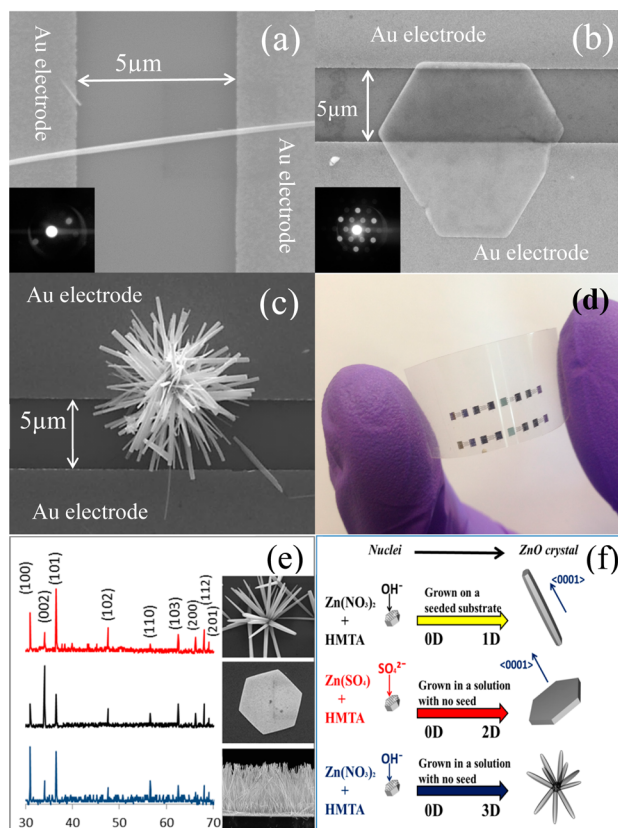 (a)
Au electrode
5µm
Au electrode
(b)
Au electrode
5µm
Au electrode
(c)
Au electrode
5µm
Au electrode
(d)
(e)
(100)
(002)
(101)
(102)
(110)
(103)
(200)
(112)
(201)
30 40 50 60 70
(f)
Nuclei ZnO crystal
Zn(NO₃)₂
+
HMTA
OH⁻
Grown on a
seeded substrate
0D 1D
<0001>
Zn(SO₄)
+
HMTA
SO₄²⁻
Grown in a solution
with no seed
0D 2D
<0001>
Zn(NO₃)₂
+
HMTA
OH⁻
Grown in a solution
with no seed
0D 3D